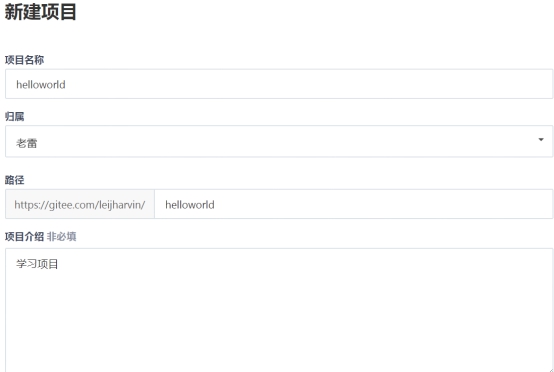 新建项目
项目名称
helloworld
归属
老雷
路径
https://gitee.com/leijharvin/ helloworld
项目介绍 非必填
学习项目